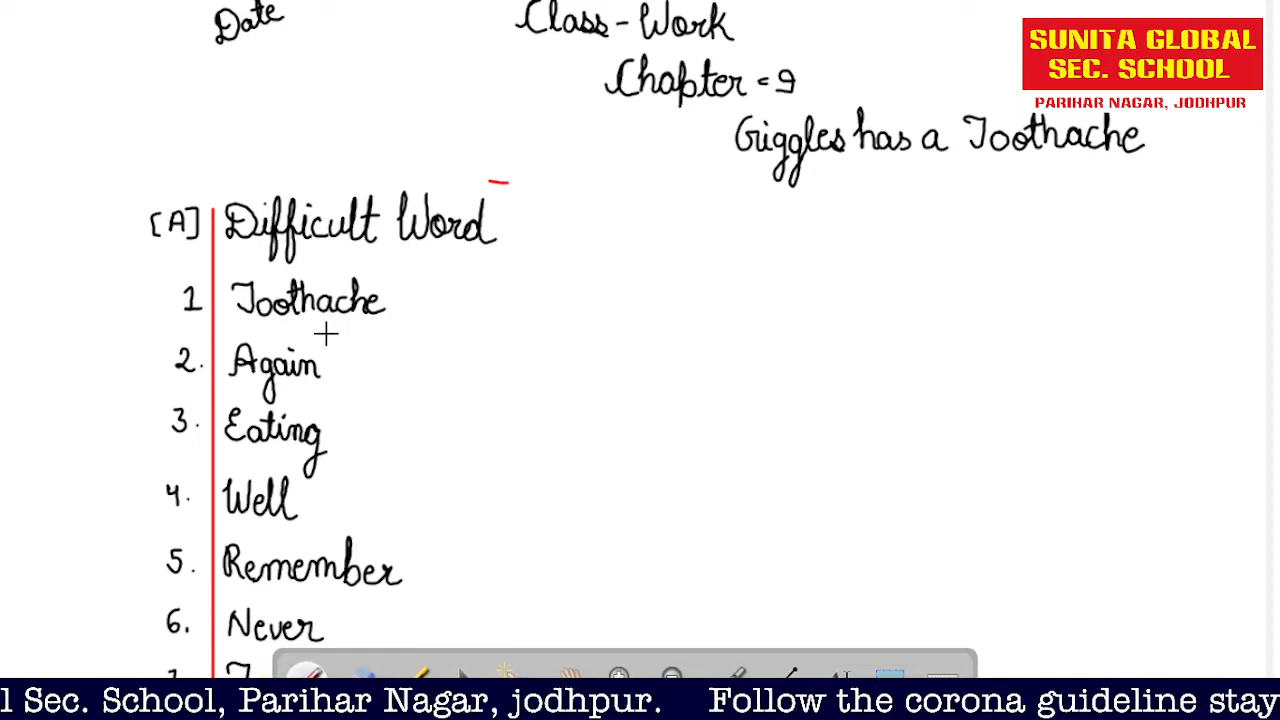 Date
Class-Work
Chapter = 9
Giggles has a Toothache
SUNITA GLOBAL
SEC. SCHOOL
PARIHAR NAGAR, JODHPUR
[A] Difficult Word
1 Toothache
2. Again
3. Eating
4. Well
5. Remember
6. Never
l Sec. School, Parihar Nagar, jodhpur. Follow the corona guideline stay